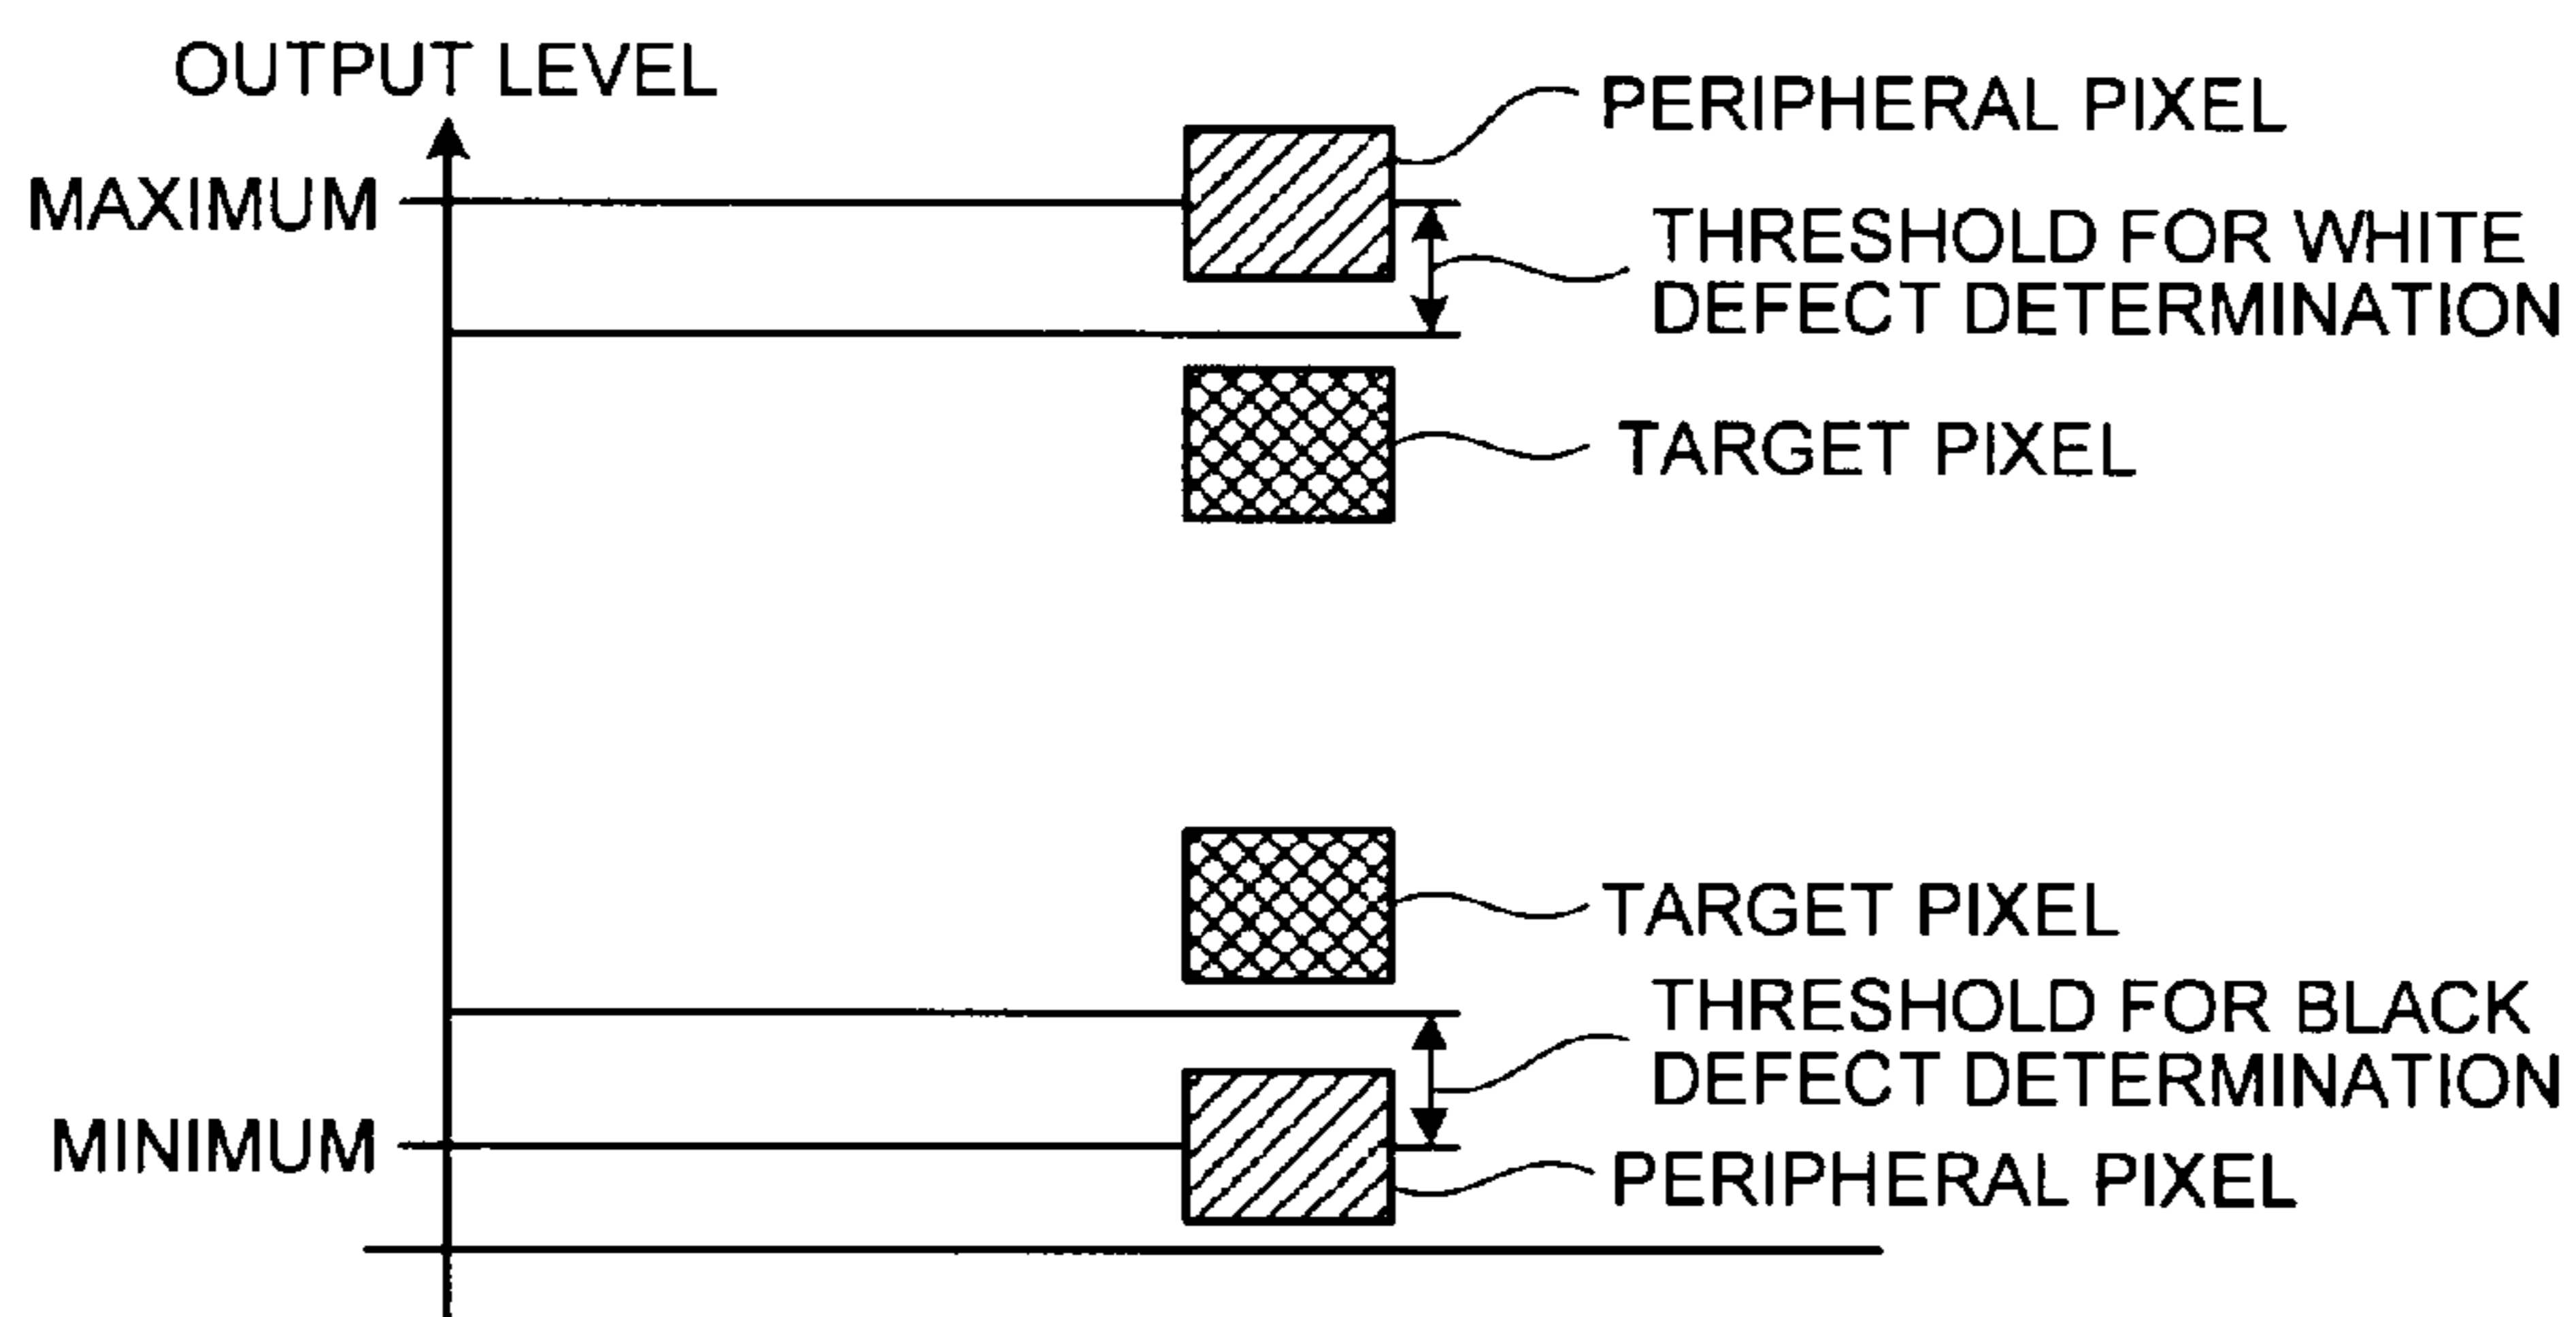 OUTPUT LEVEL
PERIPHERAL PIXEL
MAXIMUM
THRESHOLD FOR WHITE
DEFECT DETERMINATION
TARGET PIXEL
TARGET PIXEL
THRESHOLD FOR BLACK
DEFECT DETERMINATION
MINIMUM
PERIPHERAL PIXEL